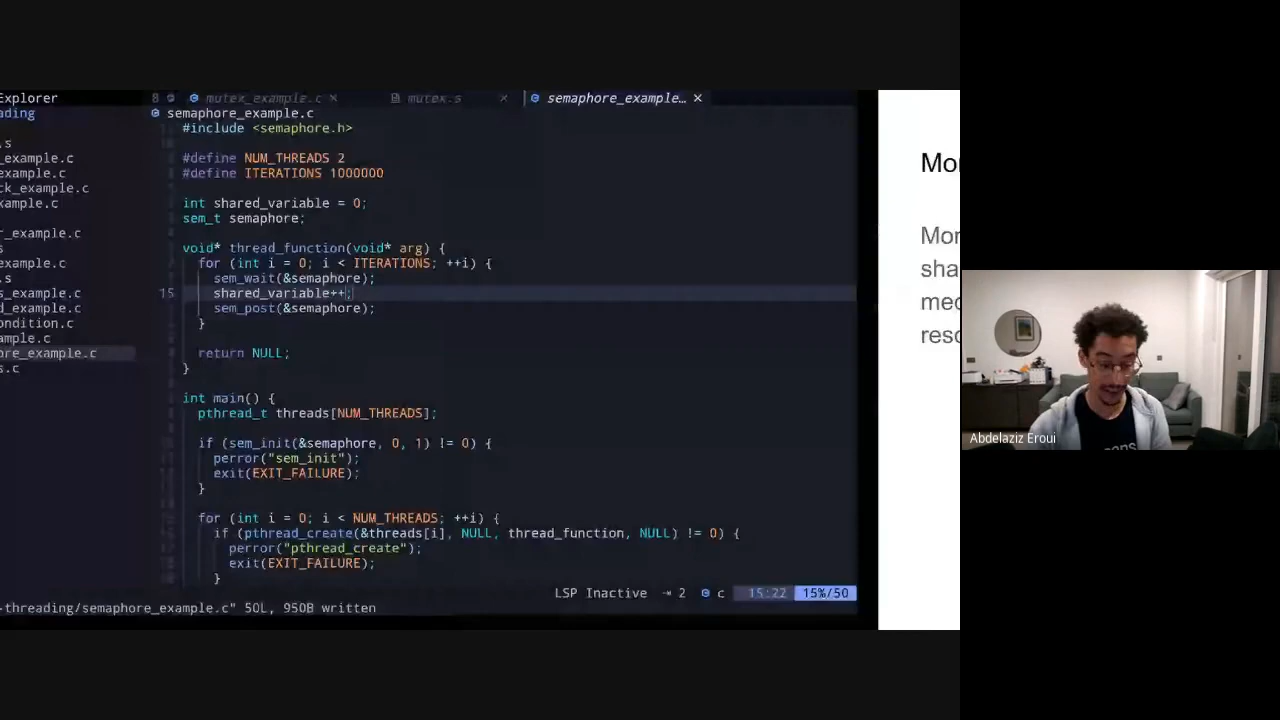 Explorer
8
mutex_example.c
mutex.s
semaphore_example…
ading
semaphore_example.c
.s
_example.c
example.c
ck_example.c
xample.c
r_example.c
s
example.c
.s
s_example.c
d_example.c
ondition.c
ample.c
ore_example.c
s.c
#include <semaphore.h>
#define NUM_THREADS 2
#define ITERATIONS 1000000
int shared_variable = 0;
sem_t semaphore;
void* thread_function(void* arg) {
for (int i = 0; i < ITERATIONS; ++i) {
sem_wait(&semaphore);
15 shared_variable++;
sem_post(&semaphore);
}
return NULL;
}
int main() {
pthread_t threads[NUM_THREADS];
if (sem_init(&semaphore, 0, 1) != 0) {
perror("sem_init");
exit(EXIT_FAILURE);
}
for (int i = 0; i < NUM_THREADS; ++i) {
if (pthread_create(&threads[i], NULL, thread_function, NULL) != 0) {
perror("pthread_create");
exit(EXIT_FAILURE);
}
LSP Inactive 2 c 15:22 15%/50
-threading/semaphore_example.c" 50L, 950B written
Mon
Mon
sha
med
reso
Abdelaziz Eroui